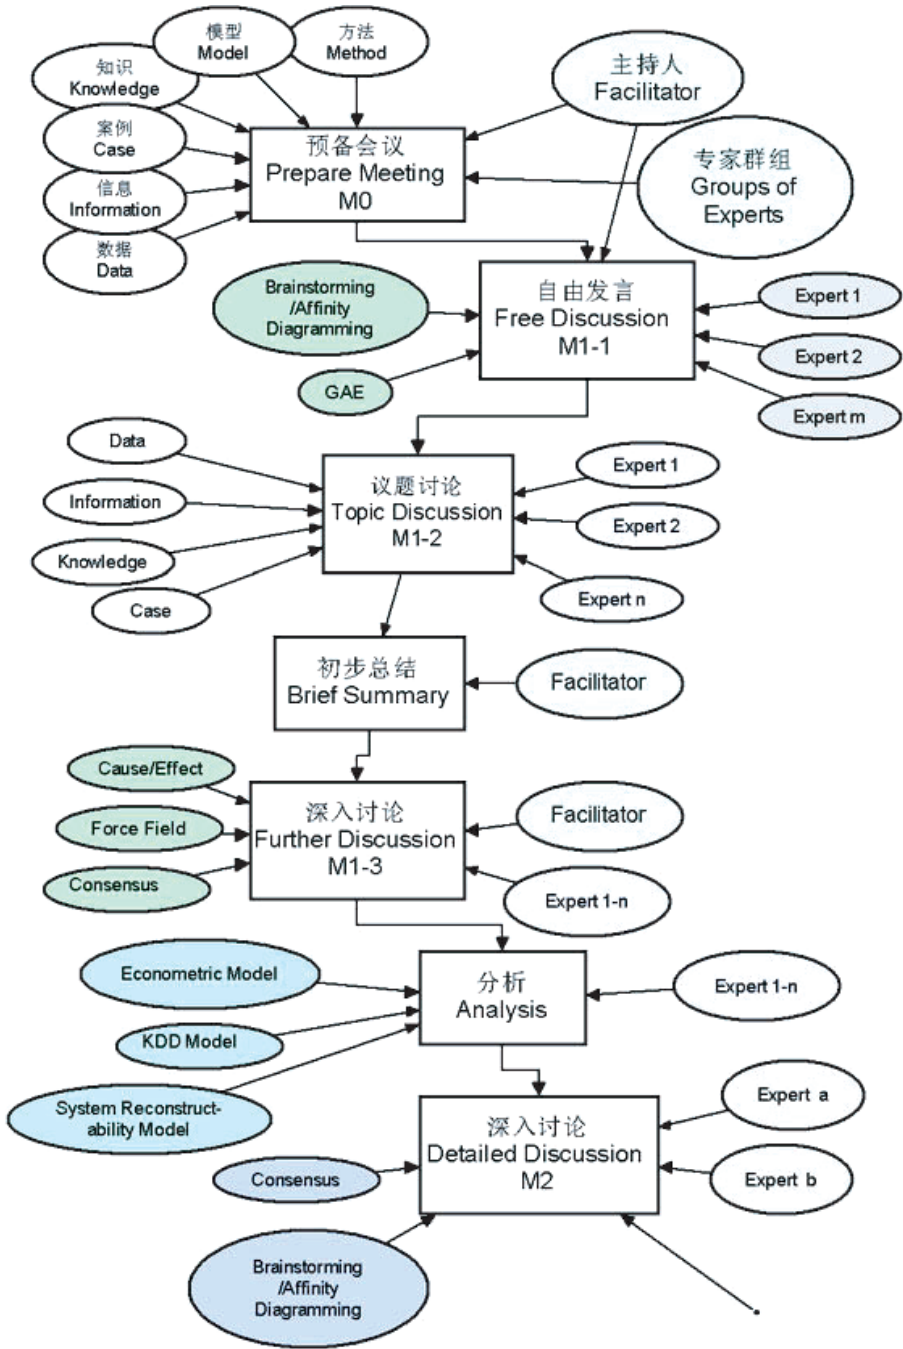 模型
Model
方法
Method
知识
Knowledge
主持人
Facilitator
案例
Case
预备会议
Prepare Meeting
M0
专家群组
Groups of
Experts
信息
Information
数据
Data
Brainstorming
/Affinity
Diagramming
自由发言
Free Discussion
M1-1
Expert 1
Expert 2
GAE
Expert m
Data
Information
Knowledge
Case
议题讨论
Topic Discussion
M1-2
Expert 1
Expert 2
Expert n
初步总结
Brief Summary
Facilitator
Cause/Effect
Force Field
Consensus
深入讨论
Further Discussion
M1-3
Facilitator
Expert 1-n
Econometric Model
KDD Model
System Reconstruct-
ability Model
分析
Analysis
Expert 1-n
深入讨论
Detailed Discussion
M2
Expert a
Expert b
Consensus
Brainstorming
/Affinity
Diagramming